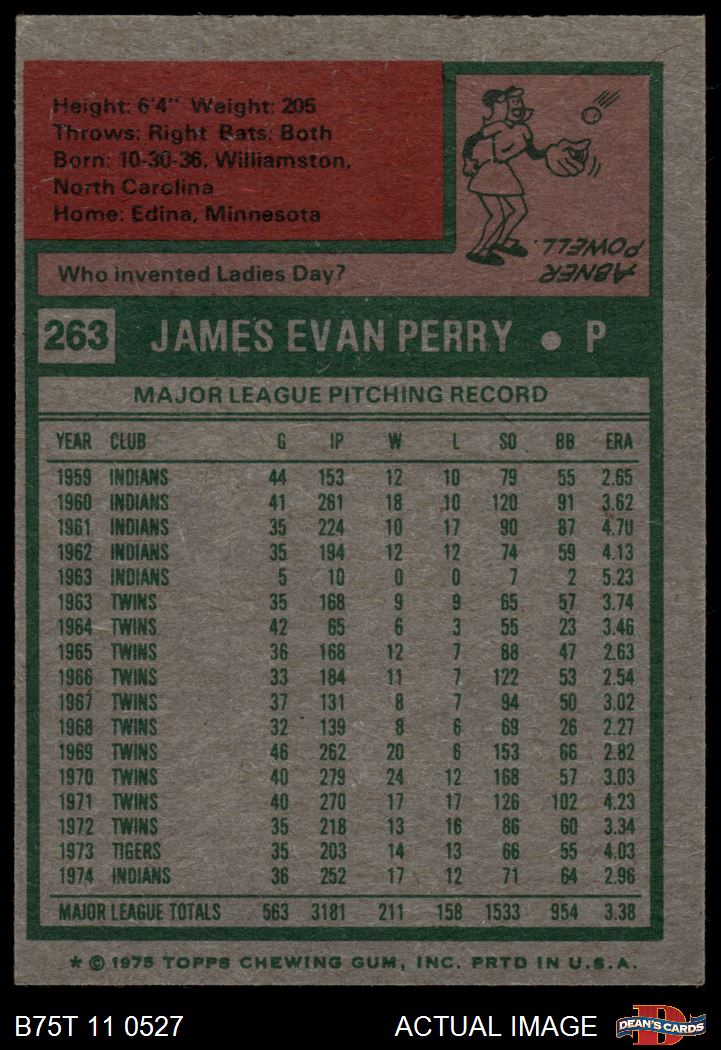 Height: 6'4" Weight: 205
Throws: Right Bats: Both
Born: 10-30-36, Williamston,
North Carolina
Home: Edina, Minnesota
ABNER
POWELL.
Who invented Ladies Day?
263 JAMES EVAN PERRY • P
MAJOR LEAGUE PITCHING RECORD
YEAR CLUB G IP W L SO BB ERA
1959 INDIANS 44 153 12 10 79 55 2.65
1960 INDIANS 41 261 18 10 120 91 3.62
1961 INDIANS 35 224 10 17 90 87 4.70
1962 INDIANS 35 194 12 12 74 59 4.13
1963 INDIANS 5 10 0 0 7 2 5.23
1963 TWINS 35 168 9 9 65 57 3.74
1964 TWINS 42 65 6 3 55 23 3.46
1965 TWINS 36 168 12 7 88 47 2.63
1966 TWINS 33 184 11 7 122 53 2.54
1967 TWINS 37 131 8 7 94 50 3.02
1968 TWINS 32 139 8 6 69 26 2.27
1969 TWINS 46 262 20 6 153 66 2.82
1970 TWINS 40 279 24 12 168 57 3.03
1971 TWINS 40 270 17 17 126 102 4.23
1972 TWINS 35 218 13 16 86 60 3.34
1973 TIGERS 35 203 14 13 66 55 4.03
1974 INDIANS 36 252 17 12 71 64 2.96
MAJOR LEAGUE TOTALS 563 3181 211 158 1533 954 3.38
* © 1975 TOPPS CHEWING GUM, INC. PRTD IN U.S.A.
B75T 11 0527 ACTUAL IMAGE D DEAN'S CARDS